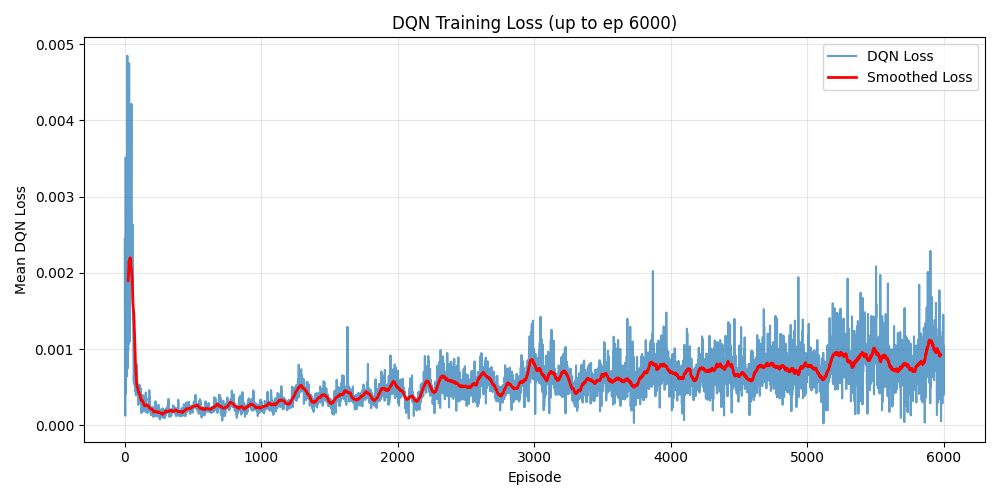 DQN Training Loss (up to ep 6000)
DQN Loss
Smoothed Loss
Mean DQN Loss
0.005
0.004
0.003
0.002
0.001
0.000
0 1000 2000 3000 4000 5000 6000
Episode